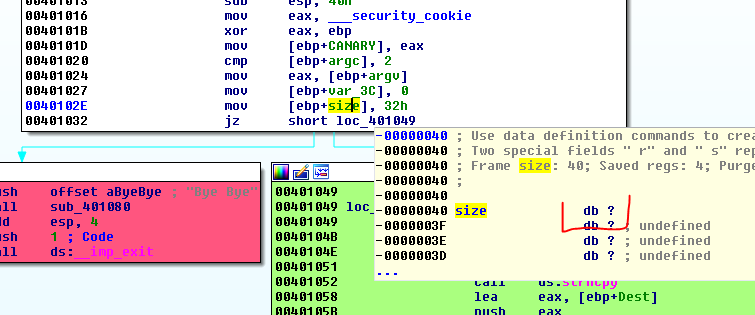 00401013 sub esp, 40h
00401016 mov eax, ___security_cookie
0040101B xor eax, ebp
0040101D mov [ebp+CANARY], eax
00401020 cmp [ebp+argc], 2
00401024 mov eax, [ebp+argv]
00401027 mov [ebp+var_3C], 0
0040102E mov [ebp+size], 32h
00401032 jz short loc_401049
-00000040 ; Use data definition commands to crea
-00000040 ; Two special fields " r" and " s" rep
-00000040 ; Frame size: 40; Saved regs: 4; Purge
-00000040 ;
-00000040
-00000040 size db ?
-0000003F db ? ; undefined
-0000003E db ? ; undefined
-0000003D db ? ; undefined
...
ush offset aByeBye ; "Bye Bye"
all sub_401080
dd esp, 4
ush 1 ; Code
all ds:__imp_exit
00401049
00401049 loc_
00401049
0040104B
0040104E
00401051
00401052 call ds:strncpy
00401058 lea eax, [ebp+Dest]
0040105B push eax